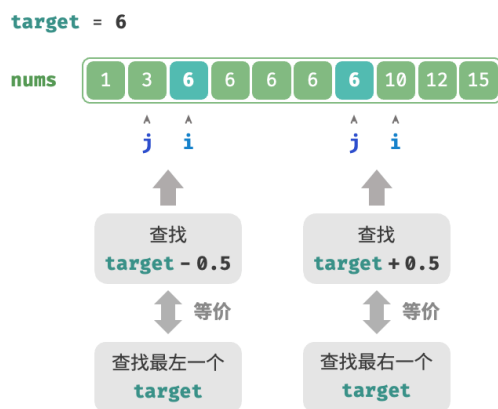 target = 6
nums 1 3 6 6 6 6 6 10 12 15
j i j i
查找 查找
target - 0.5 target + 0.5
等价 等价
查找最左一个 查找最右一个
target target